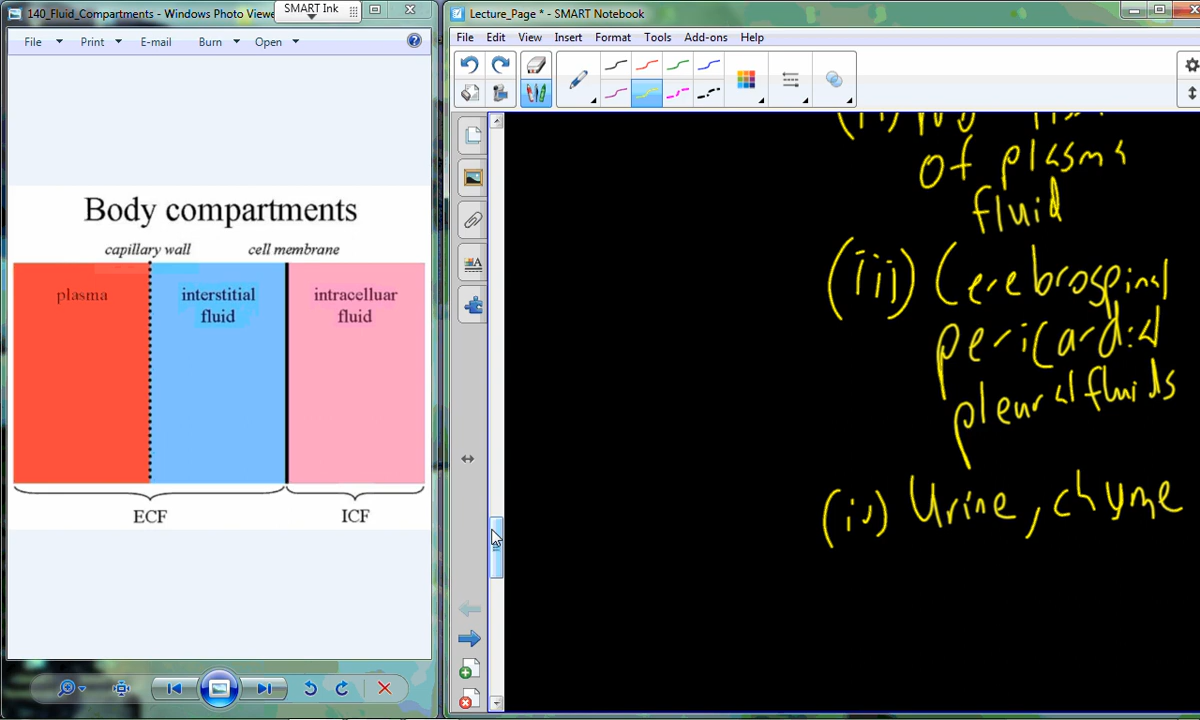 140_Fluid_Compartments - Windows Photo Viewe
SMART Ink
File Print E-mail Burn Open
Body compartments
capillary wall cell membrane
plasma
interstitial
fluid
intracelluar
fluid
ECF ICF
Lecture_Page * - SMART Notebook
File Edit View Insert Format Tools Add-ons Help
of plasma
fluid
(iii) Cerebrospinal
pericardial
pleural fluids
(iv) Urine, chyme